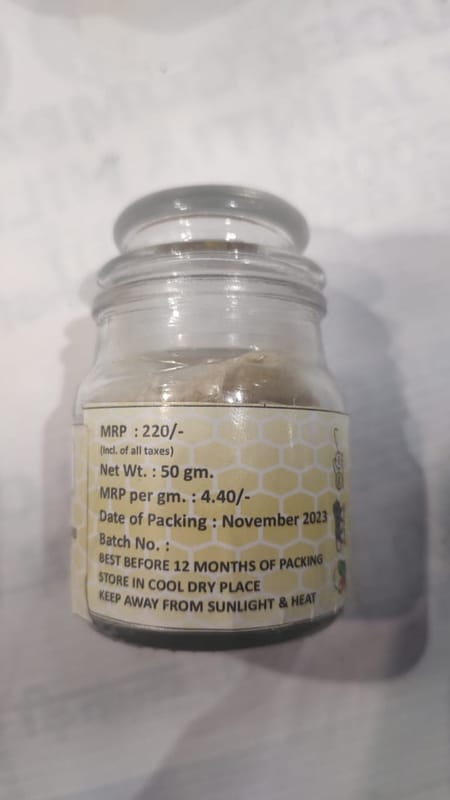 MRP : 220/-
(Incl. of all taxes)
Net Wt. : 50 gm.
MRP per gm. : 4.40/-
Date of Packing : November 2023
Batch No. :
BEST BEFORE 12 MONTHS OF PACKING
STORE IN COOL DRY PLACE
KEEP AWAY FROM SUNLIGHT & HEAT